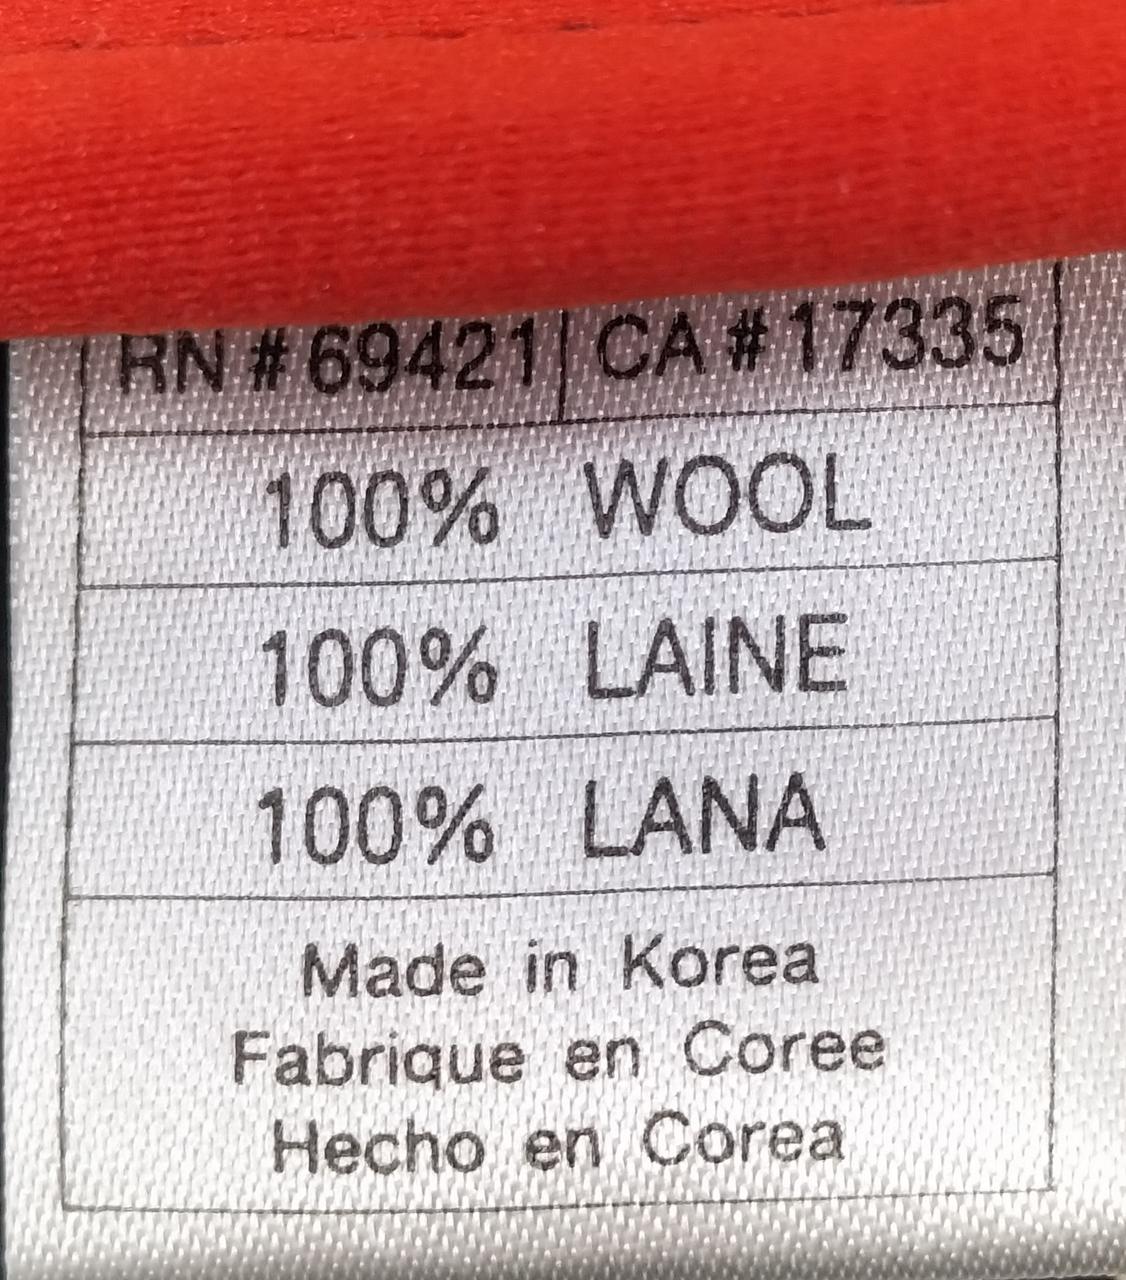 RN # 69421 | CA # 17335
100% WOOL
100% LAINE
100% LANA
Made in Korea
Fabrique en Coree
Hecho en Corea